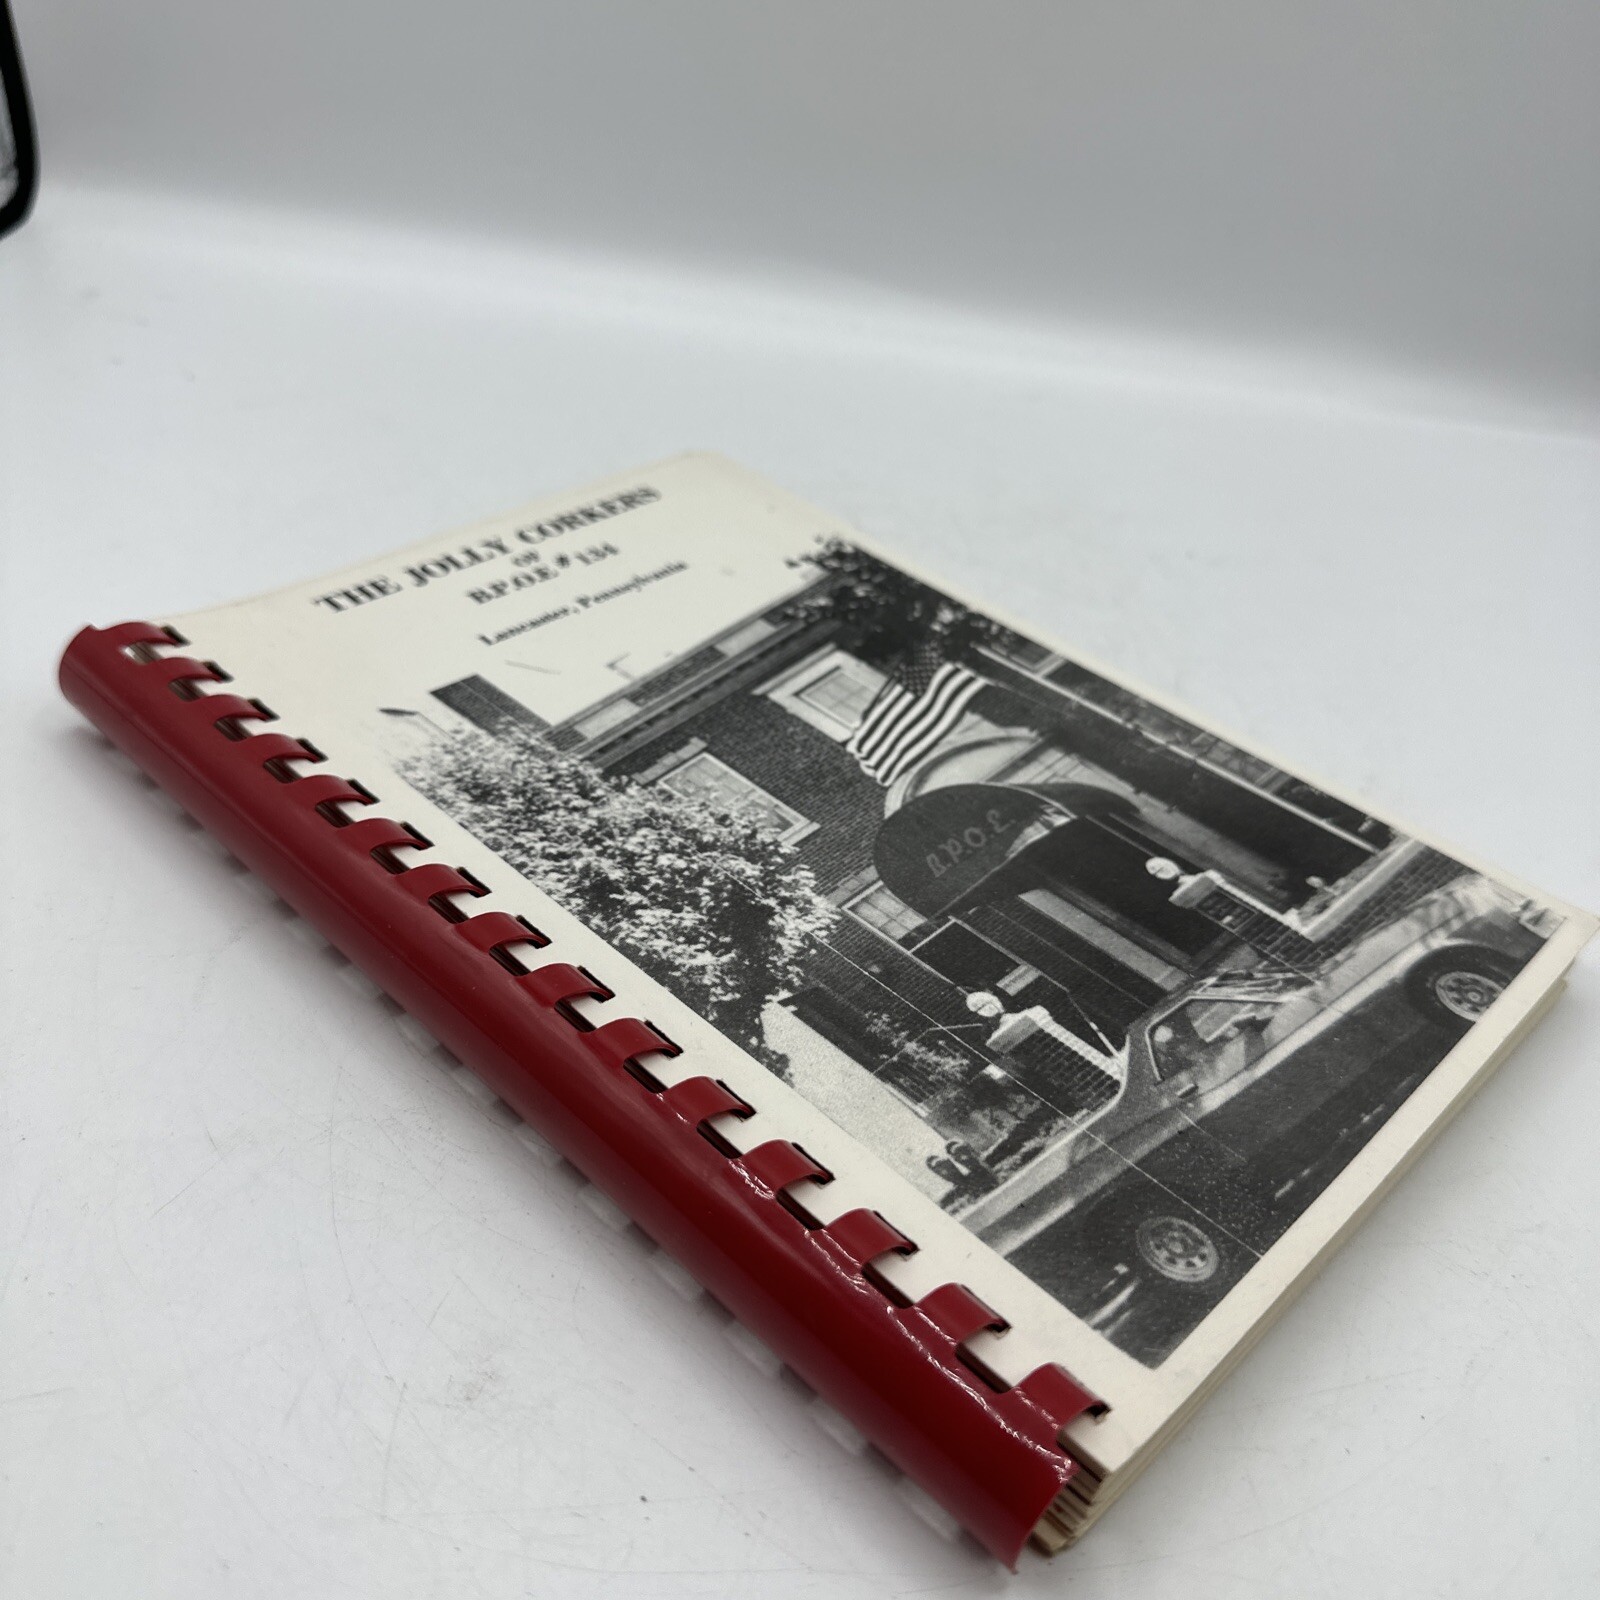 THE JOLLY CORKERS
OF
B.P.O.E # 134
Lancaster, Pennsylvania
B.P.O.E.